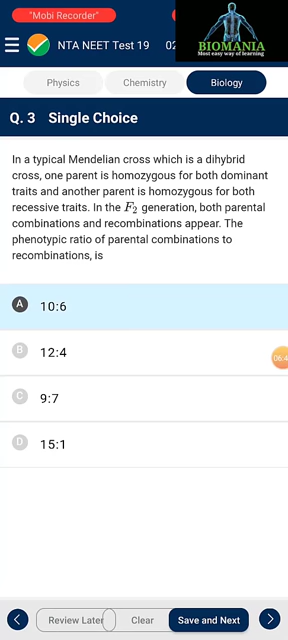 "Mobi Recorder"
NTA NEET Test 19
02
BIOMANIA
Most easy way of learning
Physics
Chemistry
Biology
Q. 3 Single Choice
In a typical Mendelian cross which is a dihybrid
cross, one parent is homozygous for both dominant
traits and another parent is homozygous for both
recessive traits. In the F₂ generation, both parental
combinations and recombinations appear. The
phenotypic ratio of parental combinations to
recombinations, is
A 10:6
B 12:4
C 9:7
D 15:1
06:4
Review Later
Clear
Save and Next